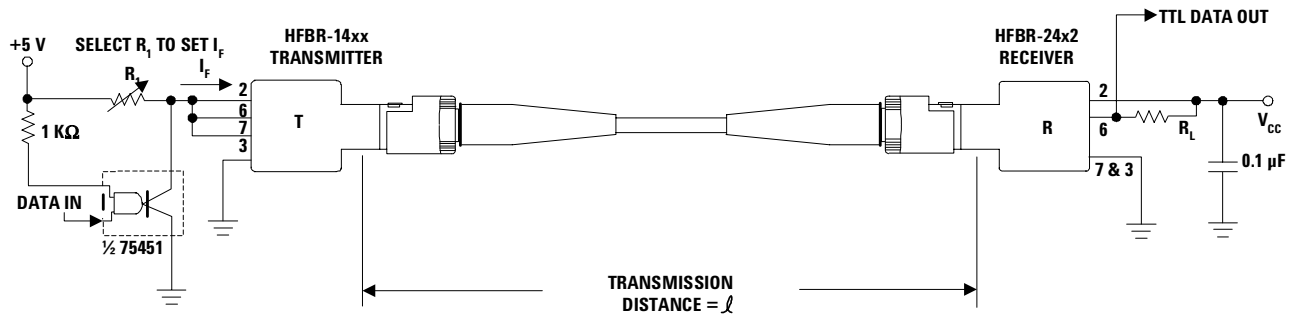 +5 V
SELECT R1 TO SET IF
R1
IF
1 KΩ
DATA IN
½ 75451
HFBR-14xx
TRANSMITTER
2
6
7
3
T
TRANSMISSION
DISTANCE = ℓ
HFBR-24x2
RECEIVER
R
2
6
7 & 3
TTL DATA OUT
RL
VCC
0.1 µF